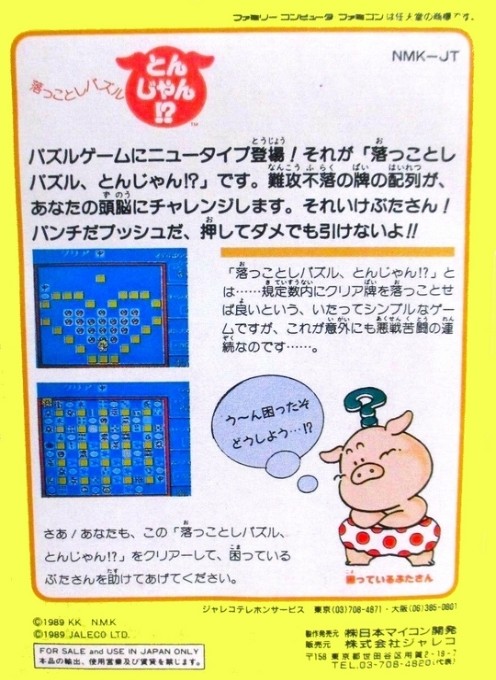 ファミリー コンピュータ ファミコンは任天堂の商標です。
NMK-JT
落っことしパズル
とん
じゃん
!?
TM
パズルゲームにニュータイプ登場!それが「落っことし
パズル、とんじゃん!?」です。難攻不落の牌の配列が、
あなたの頭脳にチャレンジします。それいけぶたさん!
パンチだプッシュだ、押してダメでも引けないよ!!
「落っことしパズル、とんじゃん!?」と
は……規定数内にクリア牌を落っことせ
ば良いという、いたってシンプルなゲー
ムですが、これが意外にも悪戦苦闘の連
続なのです……。
う〜ん困ったぞ
どうしよう…!?
さあ!あなたも、この「落っことしパズル、
とんじゃん!?」をクリアーして、困っている
ぶたさんを助けてあげてください。
困っているぶたさん
ジャレコテレホンサービス 東京(03)708-4871・大阪(06)385-0801
©1989 KK. N.M.K
©1989 JALECO LTD.
FOR SALE and USE IN JAPAN ONLY
本品の輸出、使用営業及び賃貸を禁じます。
製作発売元 ㈱日本マイコン開発
販売元 株式会社ジャレコ
〒158 東京都世田谷区用賀2-19-7
TEL.03-708-4820(代表)